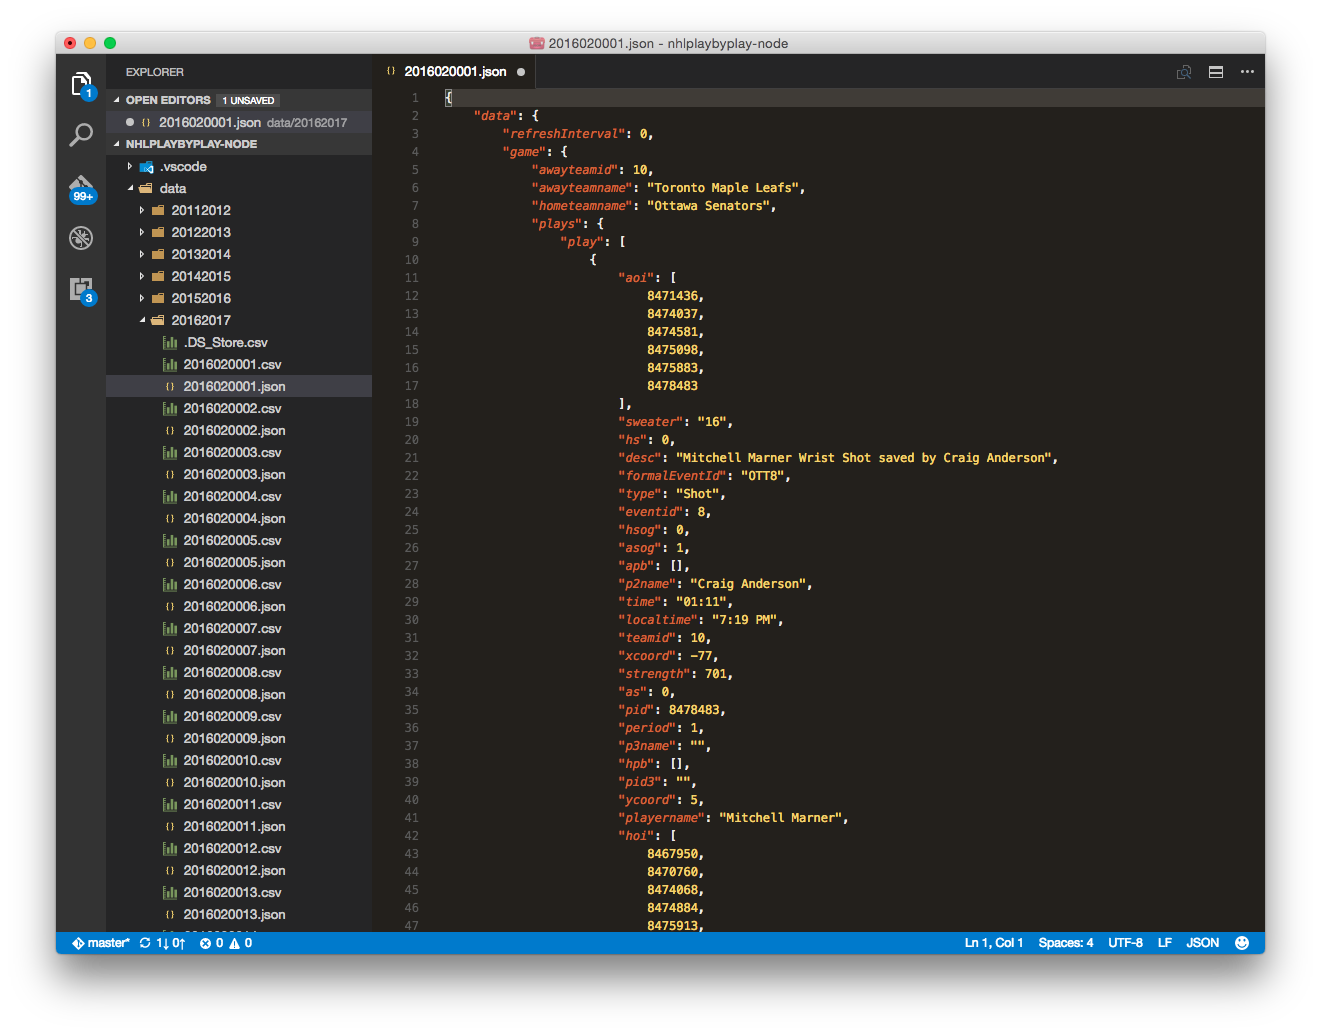 2016020001.json - nhlplaybyplay-node
EXPLORER
OPEN EDITORS 1 UNSAVED
{} 2016020001.json data/20162017
NHLPLAYBYPLAY-NODE
.vscode
data
20112012
20122013
20132014
20142015
20152016
20162017
.DS_Store.csv
2016020001.csv
{} 2016020001.json
2016020002.csv
{} 2016020002.json
2016020003.csv
{} 2016020003.json
2016020004.csv
{} 2016020004.json
2016020005.csv
{} 2016020005.json
2016020006.csv
{} 2016020006.json
2016020007.csv
{} 2016020007.json
2016020008.csv
{} 2016020008.json
2016020009.csv
{} 2016020009.json
2016020010.csv
{} 2016020010.json
2016020011.csv
{} 2016020011.json
2016020012.csv
{} 2016020012.json
2016020013.csv
{} 2016020013.json
1
99+
3
{} 2016020001.json
1 {
2 "data": {
3 "refreshInterval": 0,
4 "game": {
5 "awayteamid": 10,
6 "awayteamname": "Toronto Maple Leafs",
7 "hometeamname": "Ottawa Senators",
8 "plays": {
9 "play": [
10 {
11 "aoi": [
12 8471436,
13 8474037,
14 8474581,
15 8475098,
16 8475883,
17 8478483
18 ],
19 "sweater": "16",
20 "hs": 0,
21 "desc": "Mitchell Marner Wrist Shot saved by Craig Anderson",
22 "formalEventId": "OTT8",
23 "type": "Shot",
24 "eventid": 8,
25 "hsog": 0,
26 "asog": 1,
27 "apb": [],
28 "p2name": "Craig Anderson",
29 "time": "01:11",
30 "localtime": "7:19 PM",
31 "teamid": 10,
32 "xcoord": -77,
33 "strength": 701,
34 "as": 0,
35 "pid": 8478483,
36 "period": 1,
37 "p3name": "",
38 "hpb": [],
39 "pid3": "",
40 "ycoord": 5,
41 "playername": "Mitchell Marner",
42 "hoi": [
43 8467950,
44 8470760,
45 8474068,
46 8474884,
47 8475913,
master* 1↓ 0↑ 0 0
Ln 1, Col 1 Spaces: 4 UTF-8 LF JSON